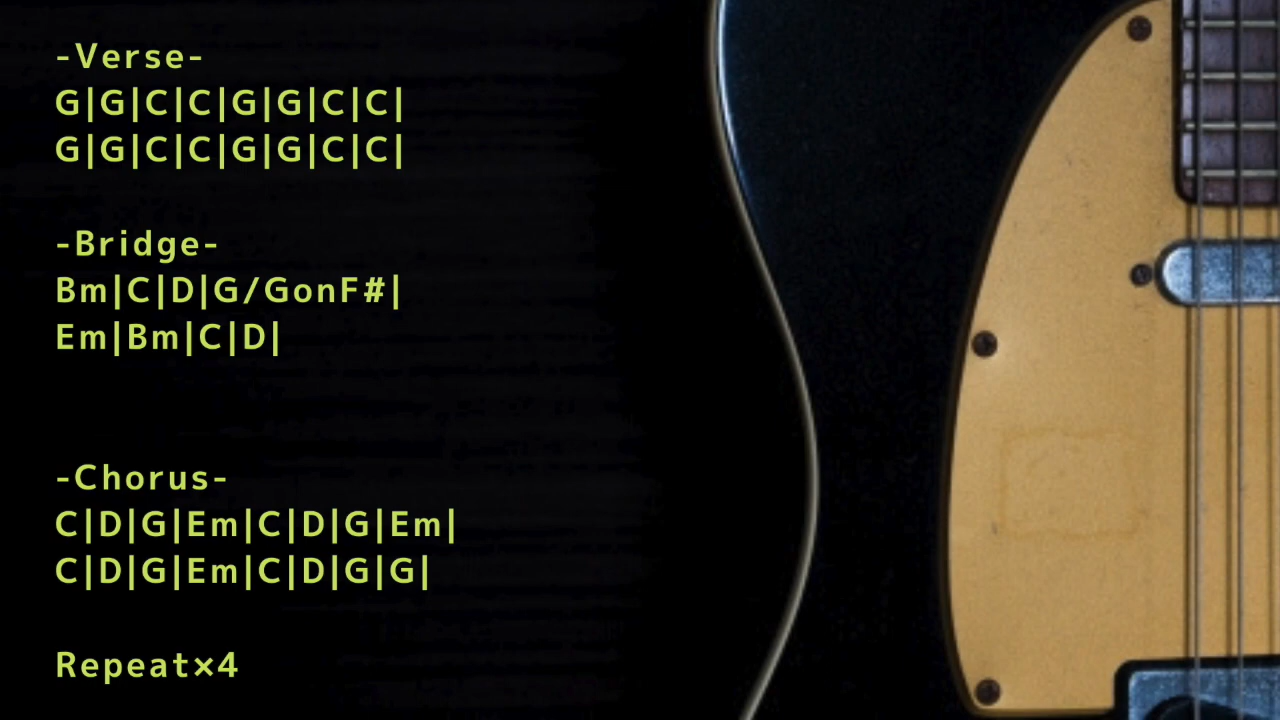 -Verse-
G|G|C|C|G|G|C|C|
G|G|C|C|G|G|C|C|
-Bridge-
Bm|C|D|G/GonF#|
Em|Bm|C|D|
-Chorus-
C|D|G|Em|C|D|G|Em|
C|D|G|Em|C|D|G|G|
Repeat×4